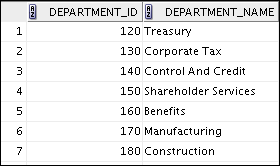 DEPARTMENT_ID DEPARTMENT_NAME
1 120 Treasury
2 130 Corporate Tax
3 140 Control And Credit
4 150 Shareholder Services
5 160 Benefits
6 170 Manufacturing
7 180 Construction